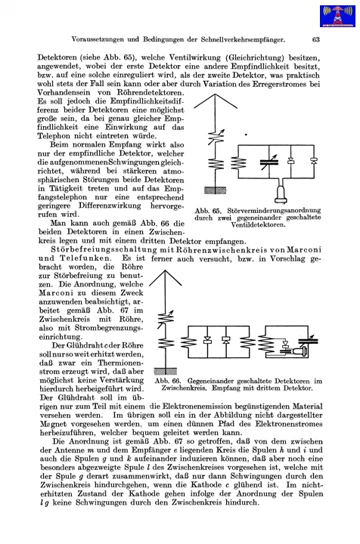 Voraussetzungen und Bedingungen der Schnellverkehrsempfänger. 63
Detektoren (siehe Abb. 65), welche Ventilwirkung (Gleichrichtung) besitzen,
angewendet, wobei der erste Detektor eine andere Empfindlichkeit besitzt,
bzw. auf eine solche einreguliert wird, als der zweite Detektor, was praktisch
wohl stets der Fall sein kann oder aber durch Variation des Erregerstromes bei
Vorhandensein von Röhrendetektoren.
Es soll jedoch die Empfindlichkeitsdif-
ferenz beider Detektoren eine möglichst
große sein, da bei genau gleicher Emp-
findlichkeit eine Einwirkung auf das
Telephon nicht eintreten würde.
Beim normalen Empfang wirkt also
nur der empfindliche Detektor, welcher
die aufgenommenen Schwingungen gleich-
richtet, während bei stärkeren atmo-
sphärischen Störungen beide Detektoren
in Tätigkeit treten und auf das Emp-
fangstelephon nur eine entsprechend
geringere Differenzwirkung hervorge-
rufen wird.
Man kann auch gemäß Abb. 66 die
beiden Detektoren in einen Zwischen-
kreis legen und mit einem dritten Detektor empfangen.
Abb. 65. Störverminderungsanordnung
durch zwei gegeneinander geschaltete
Ventildetektoren.
Störbefreiungsschaltung mit Röhrenzwischenkreis von Marconi
und Telefunken. Es ist ferner auch versucht, bzw. in Vorschlag ge-
bracht worden, die Röhre
zur Störbefreiung zu benut-
zen. Die Anordnung, welche
Marconi zu diesem Zweck
anzuwenden beabsichtigt, ar-
beitet gemäß Abb. 67 im
Zwischenkreis mit Röhre,
also mit Strombegrenzungs-
einrichtung.
Der Glühdraht c der Röhre
soll nur so weit erhitzt werden,
daß zwar ein Thermionen-
strom erzeugt wird, daß aber
möglichst keine Verstärkung
hierdurch herbeigeführt wird.
Der Glühdraht soll im üb-
Abb. 66. Gegeneinander geschaltete Detektoren im
Zwischenkreis, Empfang mit drittem Detektor.
rigen nur zum Teil mit einem die Elektronenemission begünstigenden Material
versehen werden. Im übrigen soll ein in der Abbildung nicht dargestellter
Magnet vorgesehen werden, um einen dünnen Pfad des Elektronenstromes
herbeizuführen, welcher bequem geleitet werden kann.
Die Anordnung ist gemäß Abb. 67 so getroffen, daß von dem zwischen
der Antenne m und dem Empfänger e liegenden Kreis die Spulen h und i und
auch die Spulen g und k aufeinander induzieren können, daß aber noch eine
besonders abgezweigte Spule l des Zwischenkreises vorgesehen ist, welche mit
der Spule g derart zusammenwirkt, daß nur dann Schwingungen durch den
Zwischenkreis hindurchgehen, wenn die Kathode c glühend ist. Im nicht-
erhitzten Zustand der Kathode gehen infolge der Anordnung der Spulen
l g keine Schwingungen durch den Zwischenkreis hindurch.